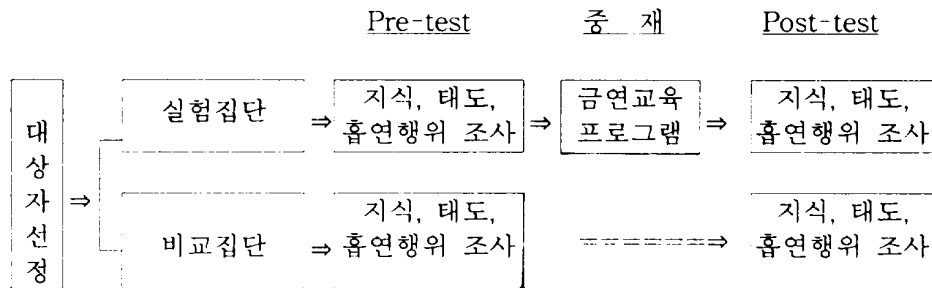 Pre-test 중 재 Post-test
대상자선정 ⇒
실험집단 ⇒ 지식, 태도, 흡연행위 조사 ⇒ 금연교육 프로그램 ⇒ 지식, 태도, 흡연행위 조사
비교집단 ⇒ 지식, 태도, 흡연행위 조사 =====⇒ 지식, 태도, 흡연행위 조사